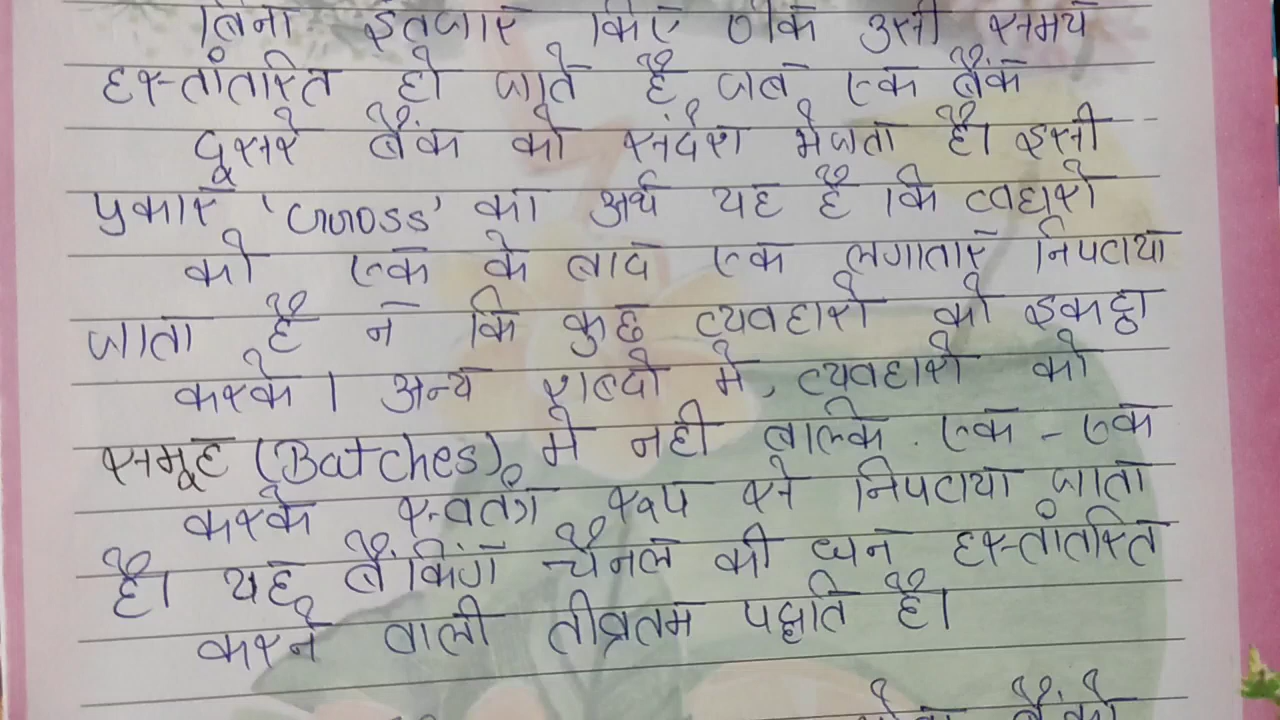 बिना इंतजार किए ठीक उसी समय
हस्तांतरित हो जाते हैं जब एक बैंक
दूसरे बैंक को संदेश भेजता है। इसी
प्रकार 'Gross' का अर्थ यह है कि व्यवहारो
को एक के बाद एक लगातार निपटाया
जाता है न कि कुछ व्यवहारो को इकट्ठा
करके। अन्य शब्दो मे, व्यवहारो को
समूह (Batches) में नही बल्कि एक - एक
करके स्वतंत्र रूप से निपटाया जाता
है। यह बैंकिंग चैनल की धन हस्तांतरित
करने वाली तीव्रतम पद्धति है।